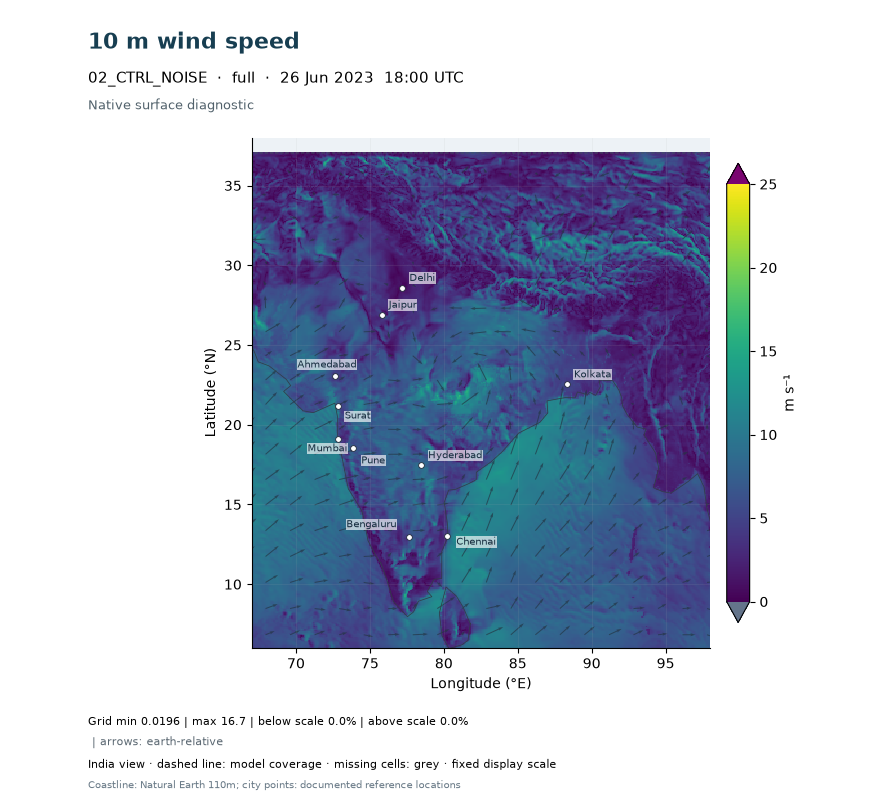 10 m wind speed
02_CTRL_NOISE · full · 26 Jun 2023 18:00 UTC
Native surface diagnostic
35
30
25
20
15
10
Latitude (°N)
Delhi
Jaipur
Ahmedabad
Surat
Kolkata
Mumbai
Pune
Hyderabad
Bengaluru
Chennai
70 75 80 85 90 95
Longitude (°E)
25
20
15
10
5
0
m s⁻¹
Grid min 0.0196 | max 16.7 | below scale 0.0% | above scale 0.0%
| arrows: earth-relative
India view · dashed line: model coverage · missing cells: grey · fixed display scale
Coastline: Natural Earth 110m; city points: documented reference locations